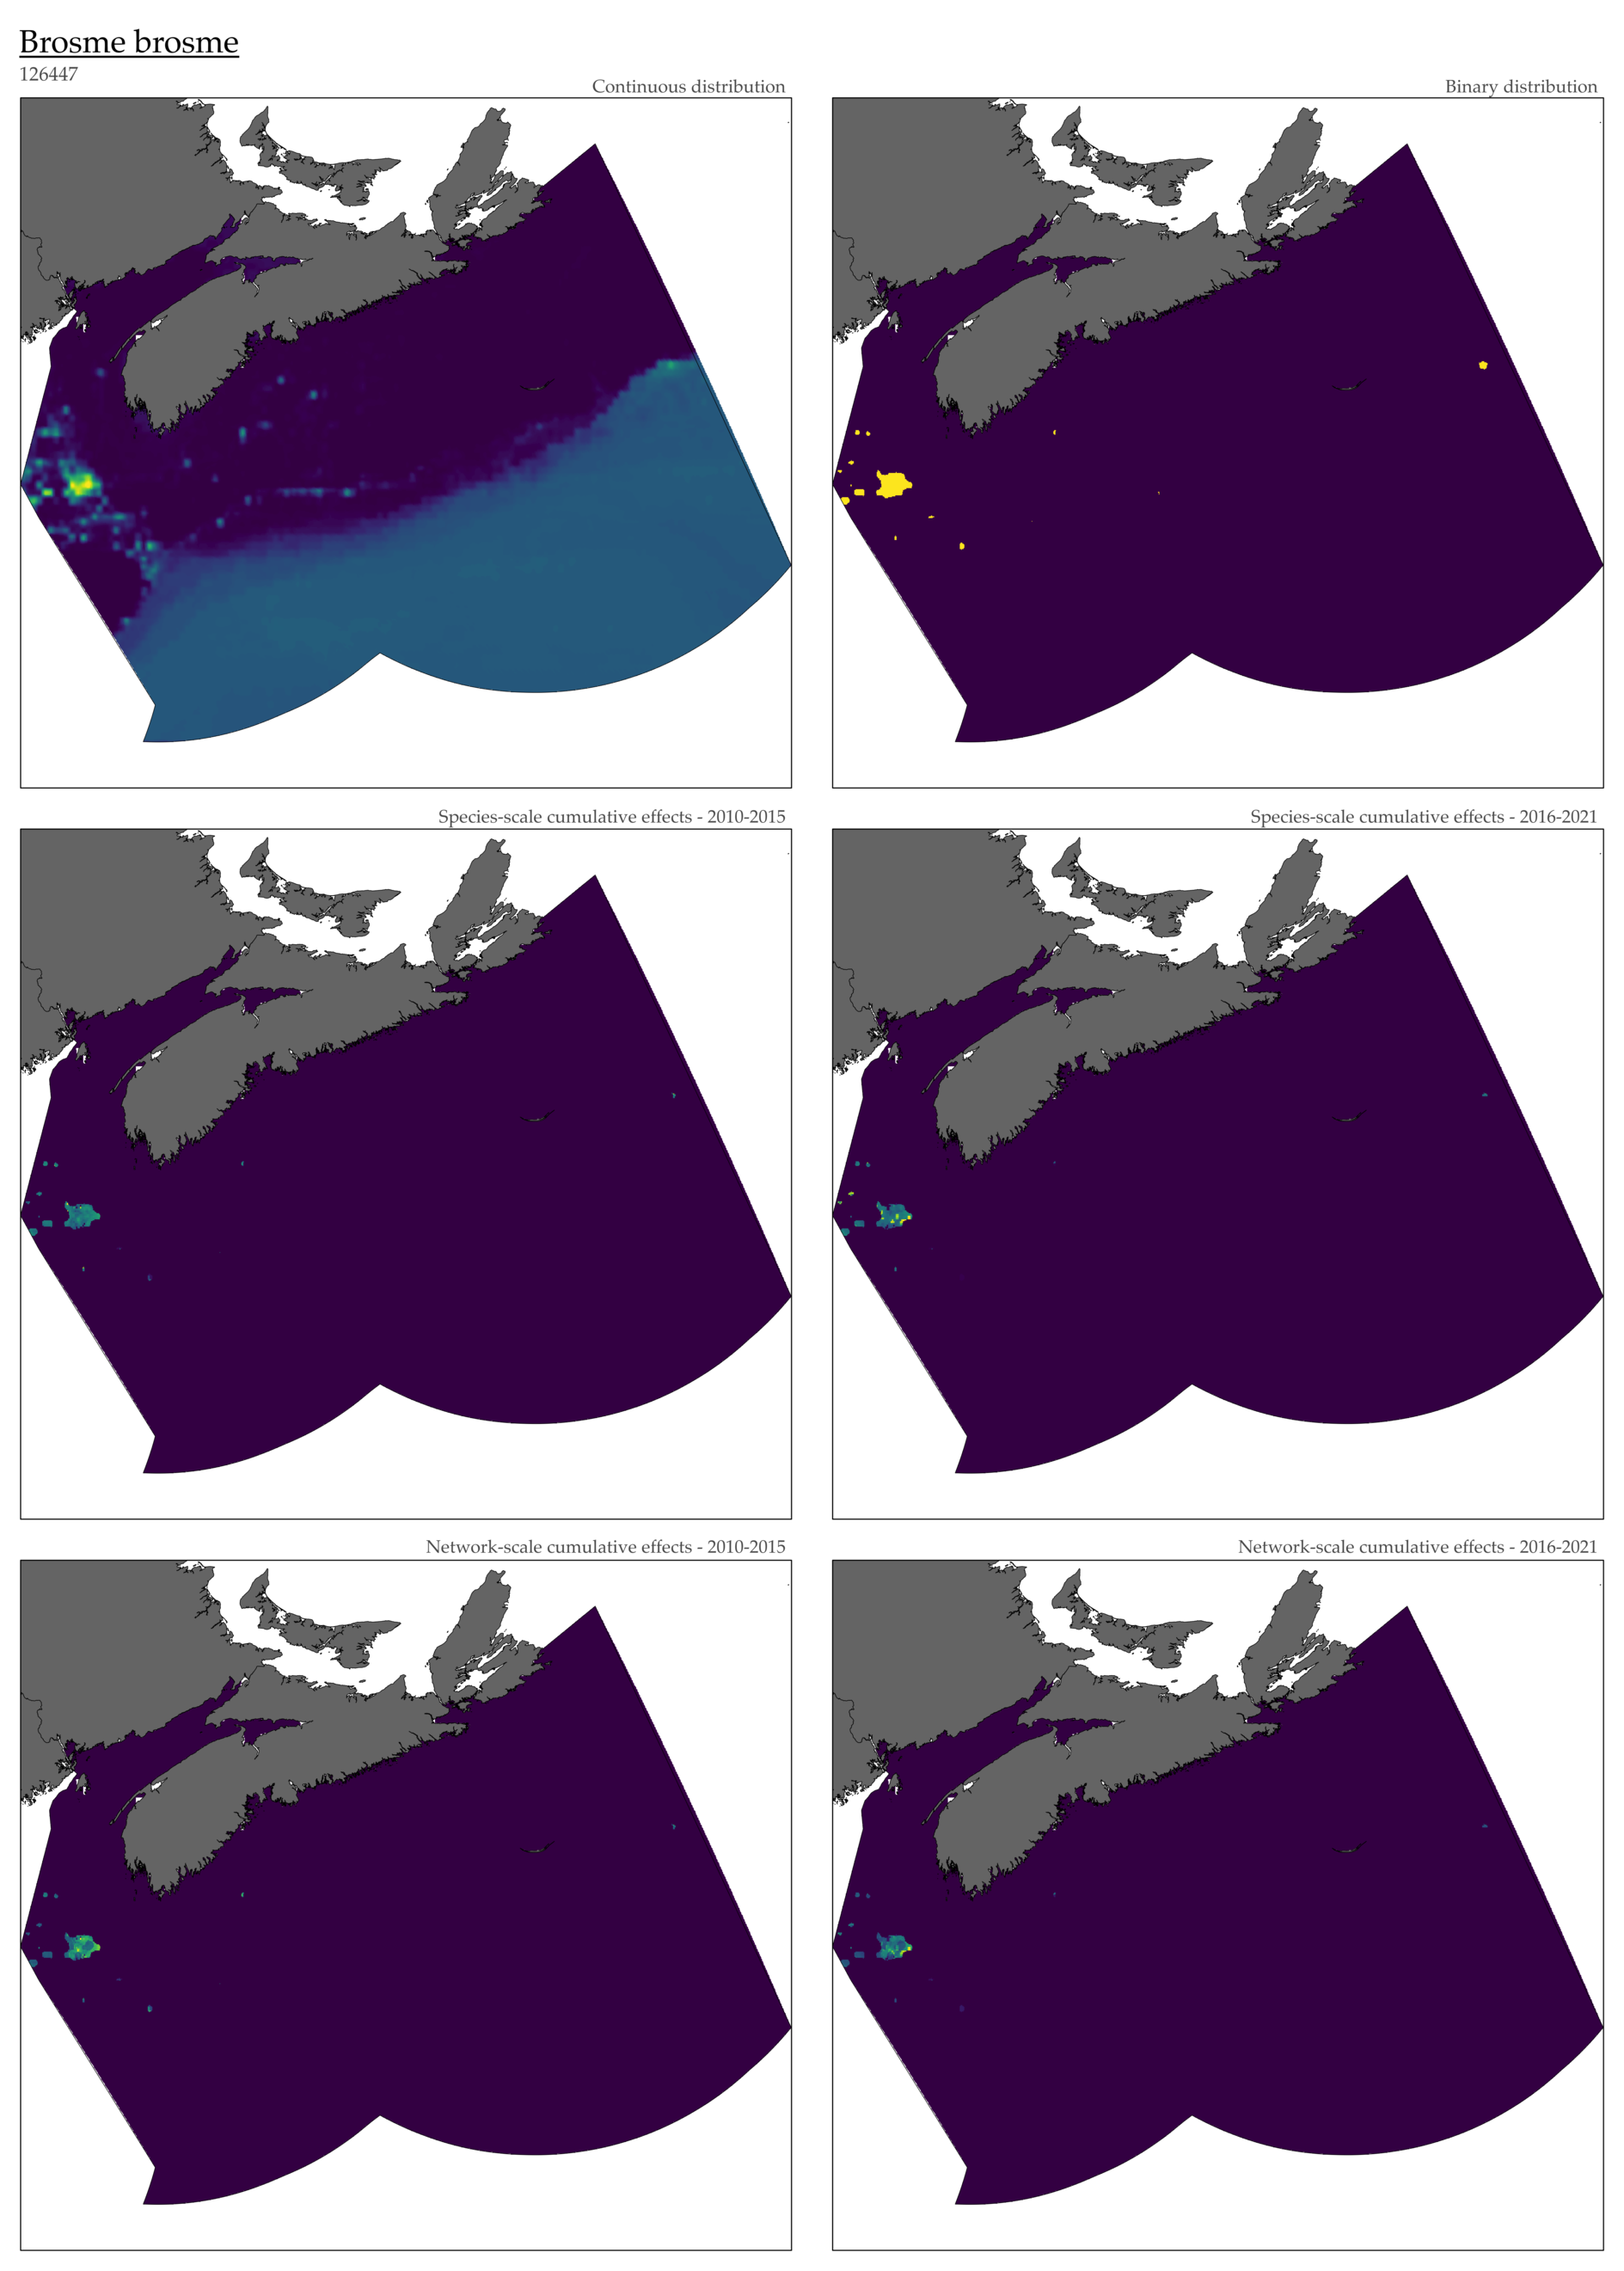 Brosme brosme
126447
Continuous distribution
Binary distribution
Species-scale cumulative effects - 2010-2015
Species-scale cumulative effects - 2016-2021
Network-scale cumulative effects - 2010-2015
Network-scale cumulative effects - 2016-2021